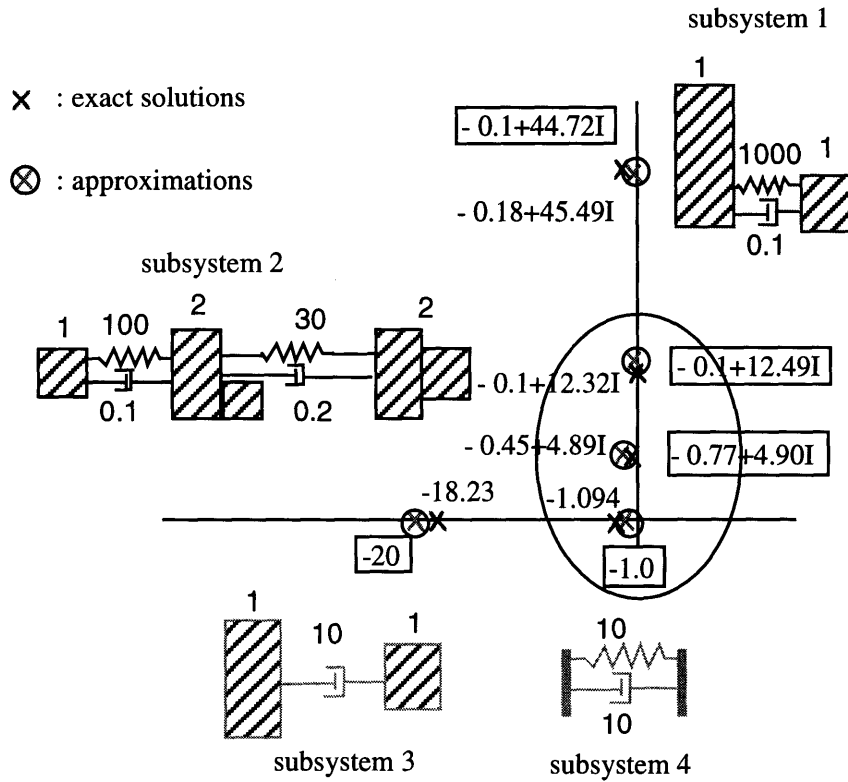 subsystem 1
× : exact solutions
⊗ : approximations
- 0.1+44.72I
1
1000
1
0.1
- 0.18+45.49I
subsystem 2
1
100
2
30
2
0.1
0.2
- 0.1+12.32I
- 0.1+12.49I
- 0.45+4.89I
- 0.77+4.90I
-18.23
-1.094
-20
-1.0
1
10
1
10
10
subsystem 3
subsystem 4